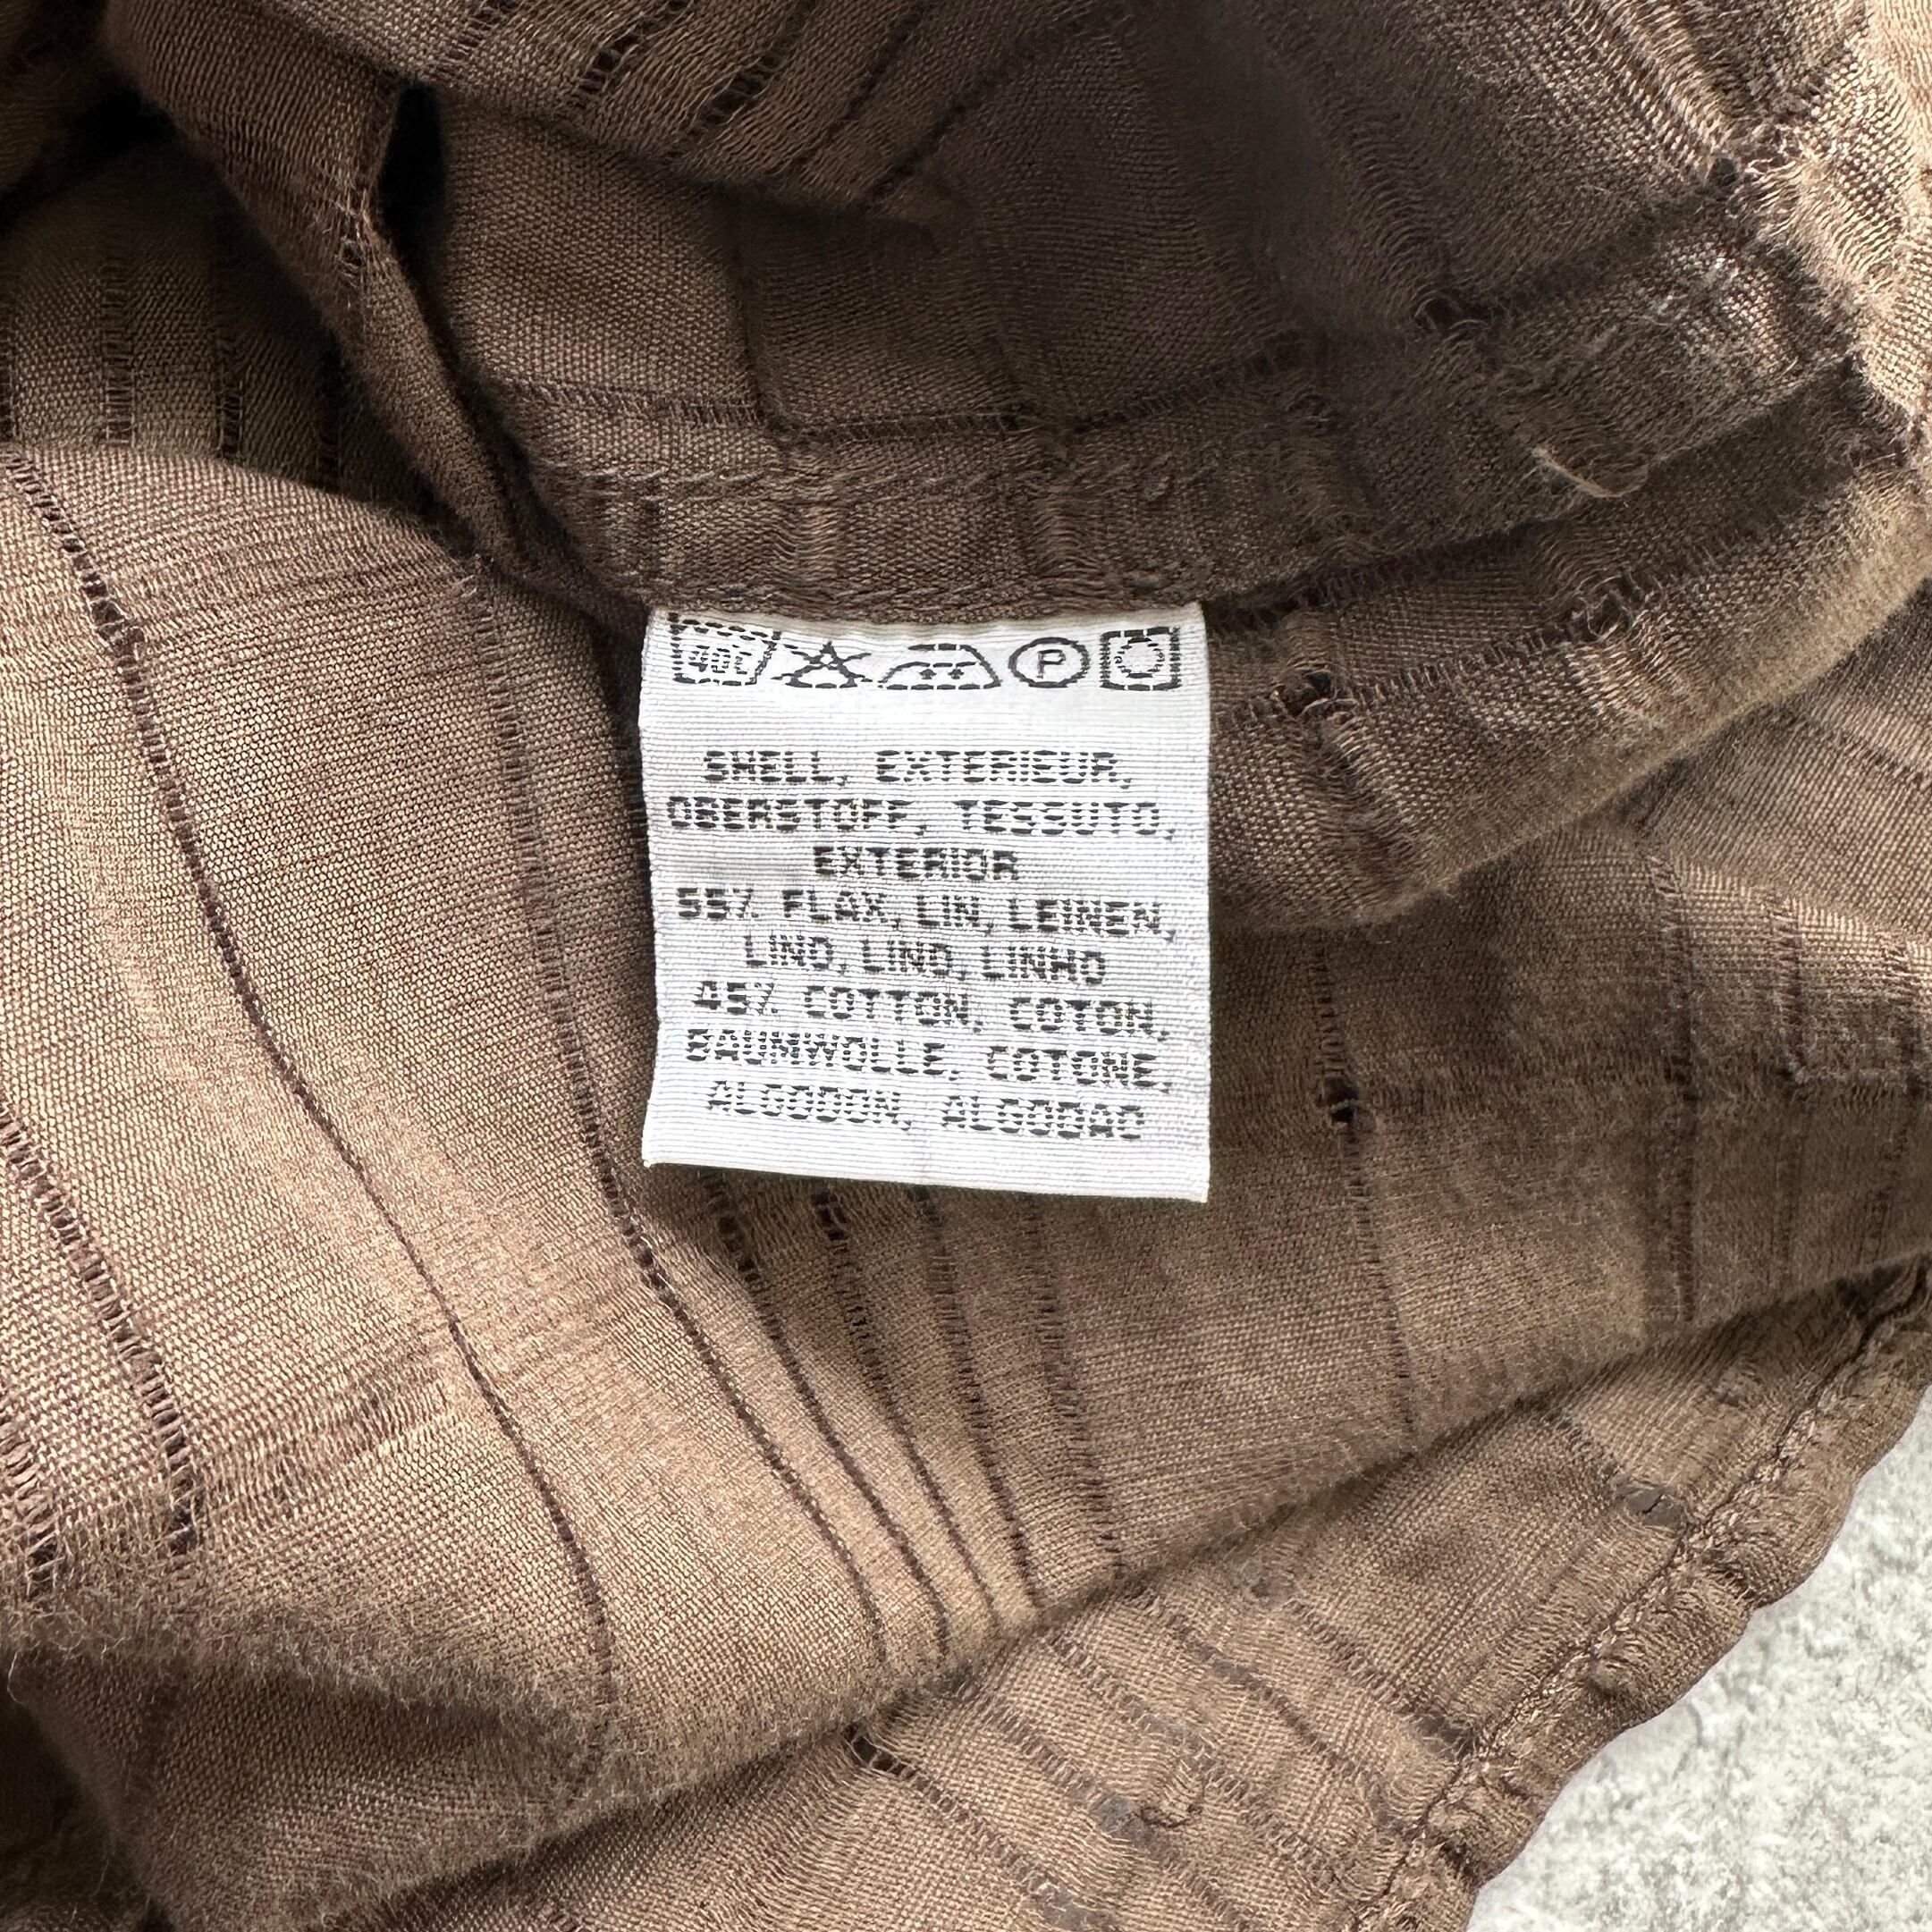 40c
P
SHELL, EXTERIEUR,
OBERSTOFF, TESSUTO,
EXTERIOR
55% FLAX, LIN, LEINEN,
LINO, LINO, LINHO
45% COTTON, COTON,
BAUMWOLLE, COTONE,
ALGODON, ALGODAO